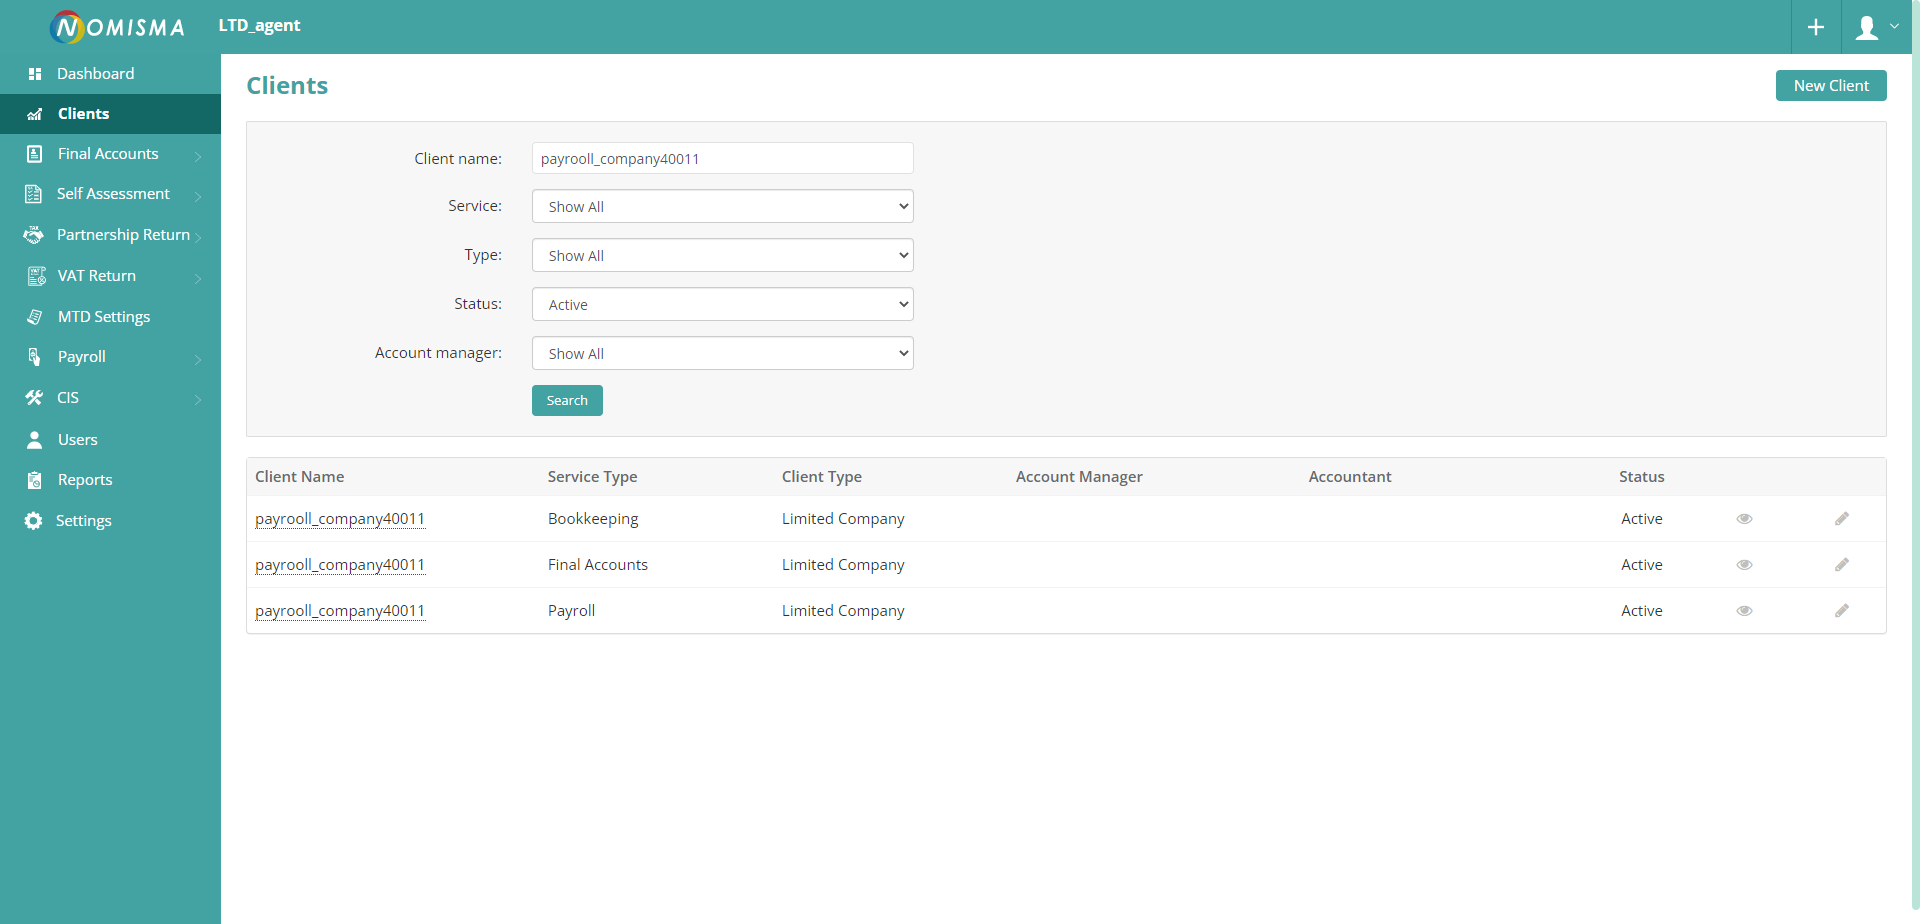 NOMISMA
LTD_agent
Dashboard
Clients
Final Accounts
Self Assessment
TAX
Partnership Return
VAT
VAT Return
MTD Settings
Payroll
CIS
Users
Reports
Settings
Clients
New Client
Client name: payrooll_company40011
Service: Show All
Type: Show All
Status: Active
Account manager: Show All
Search
Client Name Service Type Client Type Account Manager Accountant Status
payrooll_company40011 Bookkeeping Limited Company Active
payrooll_company40011 Final Accounts Limited Company Active
payrooll_company40011 Payroll Limited Company Active